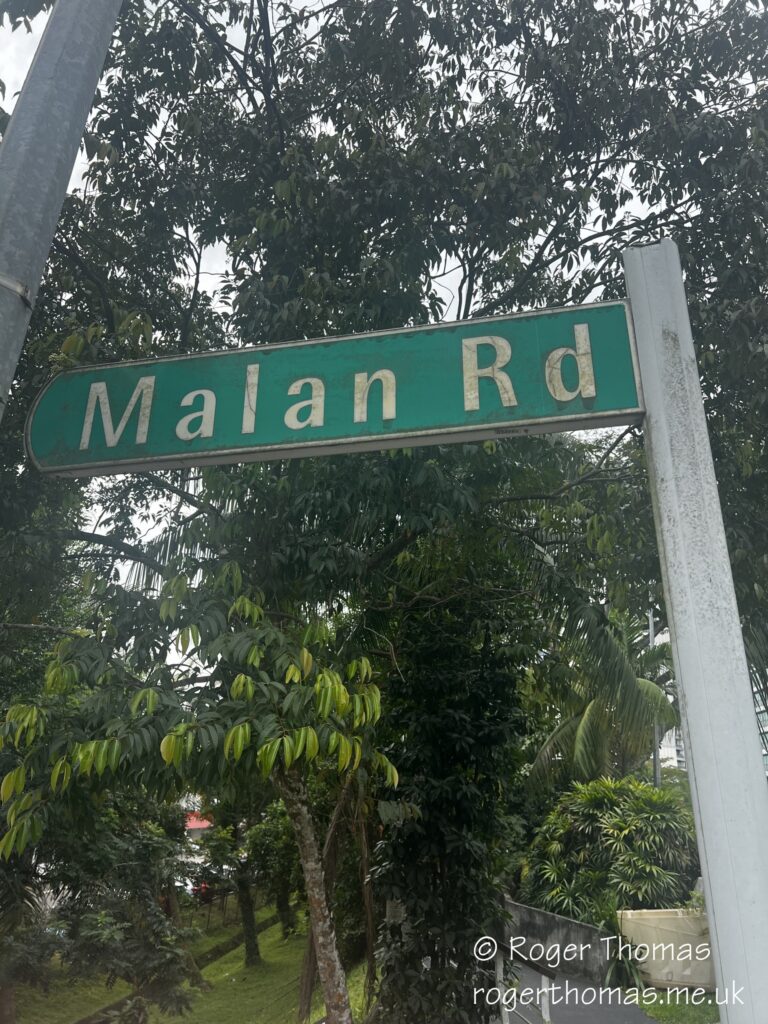 Malan Rd
© Roger Thomas
rogerthomas.me.uk